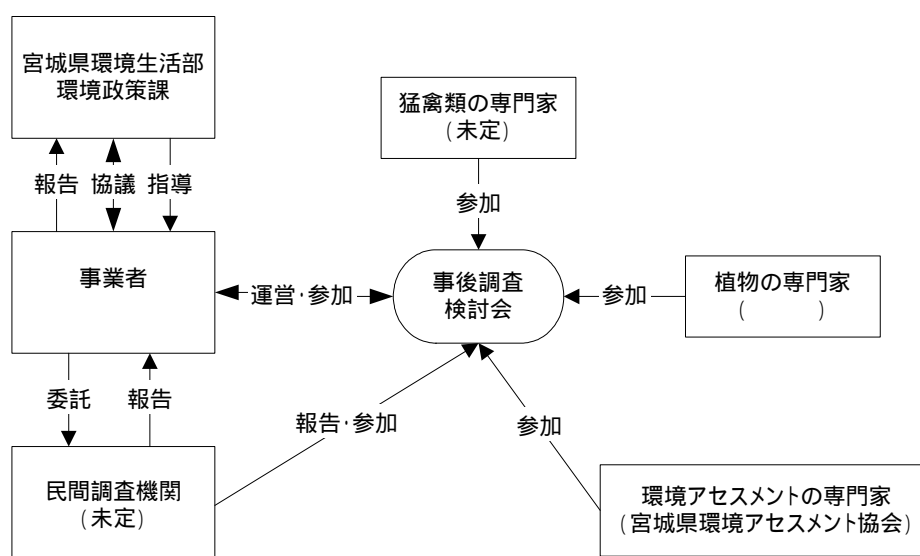 宮城県環境生活部
環境政策課
猛禽類の専門家
(未定)
報告 協議 指導
参加
事業者
運営・参加
事後調査
検討会
参加
植物の専門家
(　　　)
委託 報告
報告・参加
参加
民間調査機関
(未定)
環境アセスメントの専門家
(宮城県環境アセスメント協会)